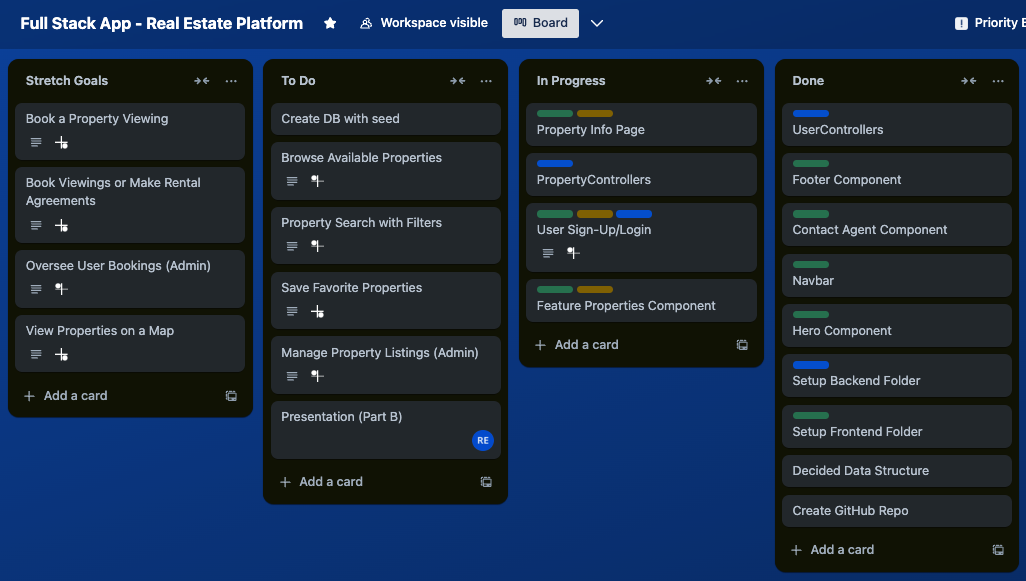 Full Stack App - Real Estate Platform
Workspace visible
Board
Priority
Stretch Goals
Book a Property Viewing
Book Viewings or Make Rental
Agreements
Oversee User Bookings (Admin)
View Properties on a Map
Add a card
To Do
Create DB with seed
Browse Available Properties
Property Search with Filters
Save Favorite Properties
Manage Property Listings (Admin)
Presentation (Part B)
RE
Add a card
In Progress
Property Info Page
PropertyControllers
User Sign-Up/Login
Feature Properties Component
Add a card
Done
UserControllers
Footer Component
Contact Agent Component
Navbar
Hero Component
Setup Backend Folder
Setup Frontend Folder
Decided Data Structure
Create GitHub Repo
Add a card